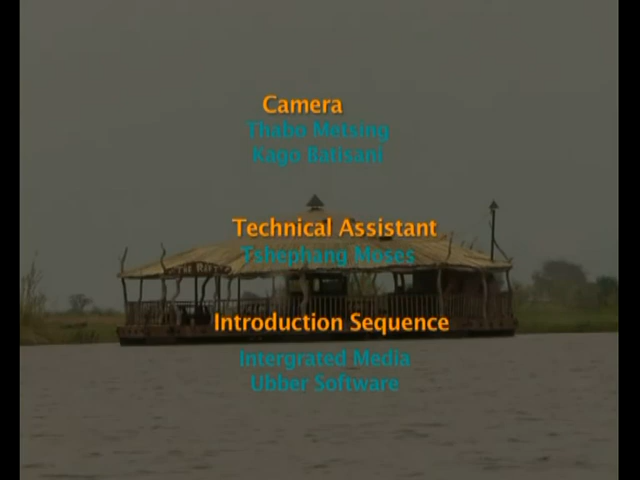 Camera
Thabo Metsing
Kago Batisani
Technical Assistant
Tshephang Moses
Introduction Sequence
Intergrated Media
Ubber Software